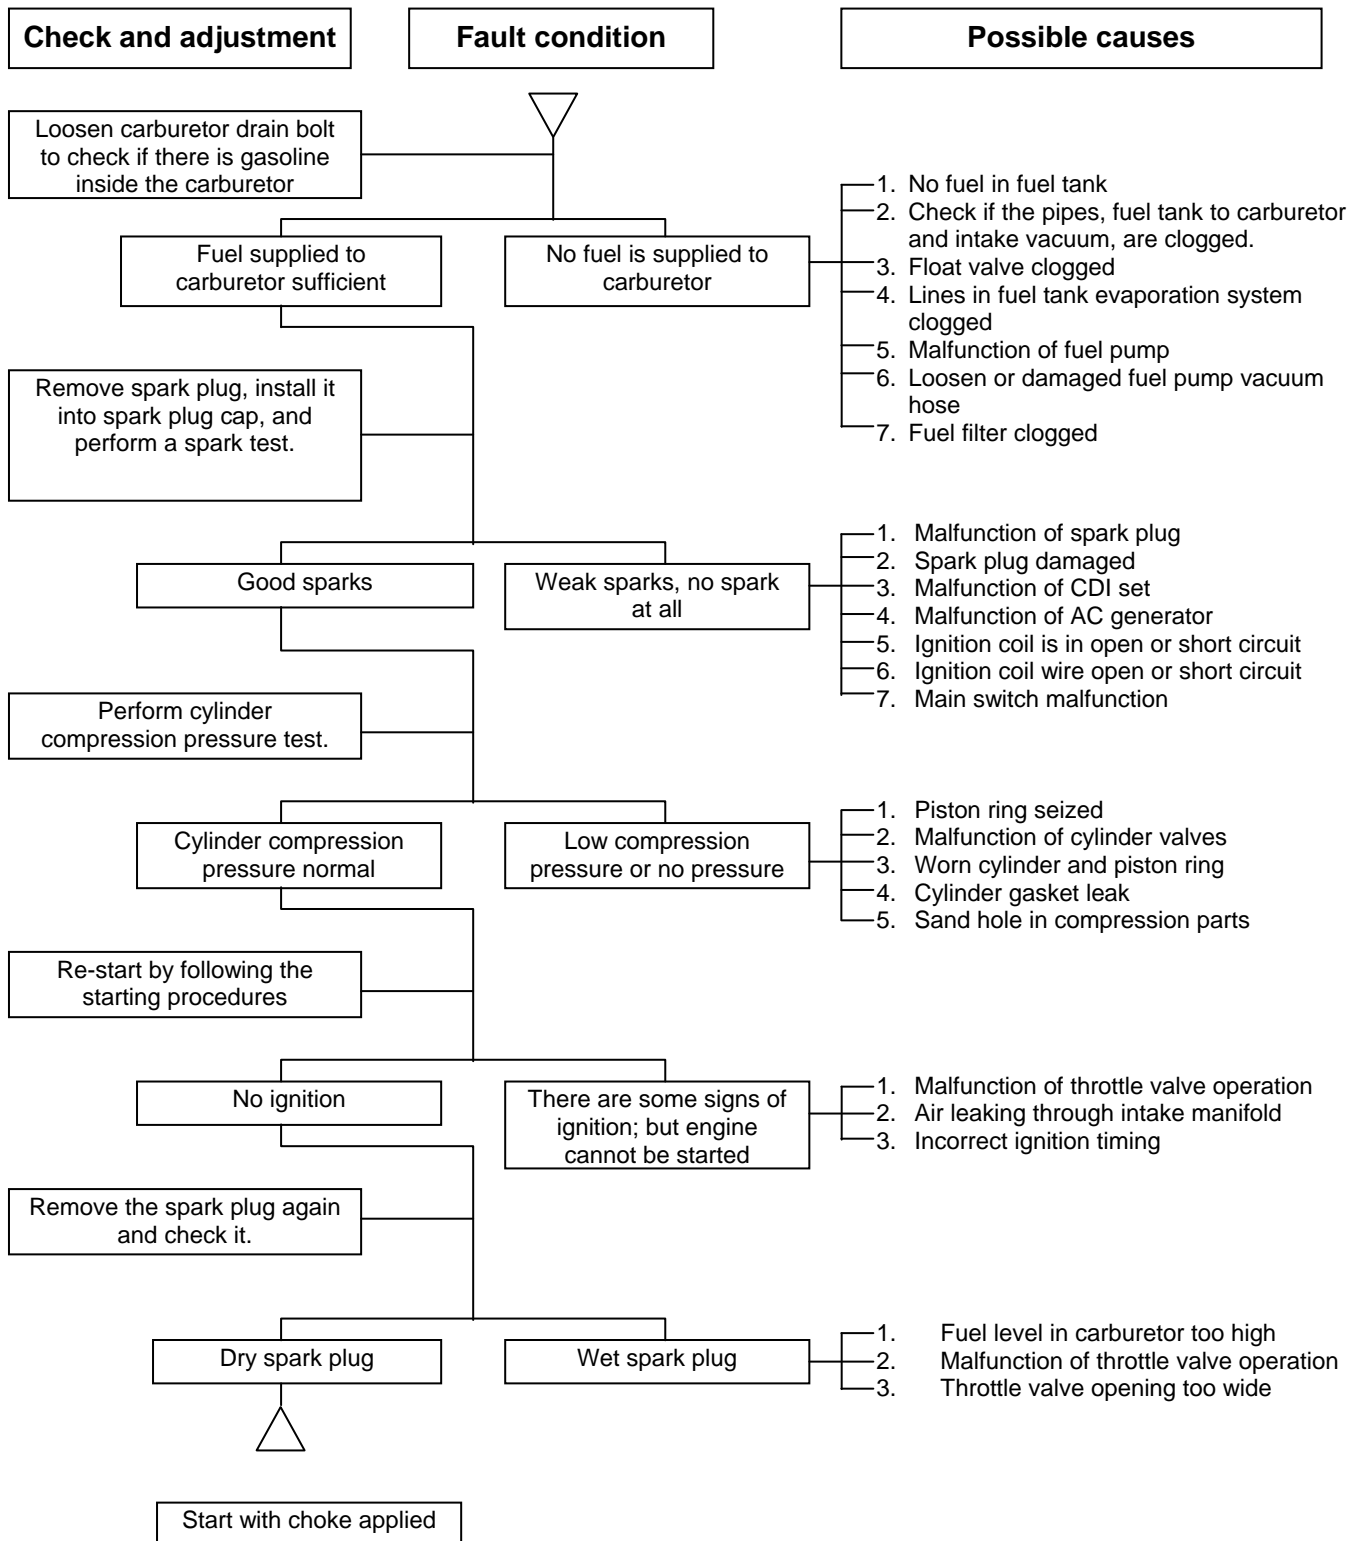 Check and adjustment
Fault condition
Possible causes
Loosen carburetor drain bolt
to check if there is gasoline
inside the carburetor
Fuel supplied to
carburetor sufficient
No fuel is supplied to
carburetor
1. No fuel in fuel tank
2. Check if the pipes, fuel tank to carburetor
and intake vacuum, are clogged.
3. Float valve clogged
4. Lines in fuel tank evaporation system
clogged
5. Malfunction of fuel pump
6. Loosen or damaged fuel pump vacuum
hose
7. Fuel filter clogged
Remove spark plug, install it
into spark plug cap, and
perform a spark test.
Good sparks
Weak sparks, no spark
at all
1. Malfunction of spark plug
2. Spark plug damaged
3. Malfunction of CDI set
4. Malfunction of AC generator
5. Ignition coil is in open or short circuit
6. Ignition coil wire open or short circuit
7. Main switch malfunction
Perform cylinder
compression pressure test.
Cylinder compression
pressure normal
Low compression
pressure or no pressure
1. Piston ring seized
2. Malfunction of cylinder valves
3. Worn cylinder and piston ring
4. Cylinder gasket leak
5. Sand hole in compression parts
Re-start by following the
starting procedures
No ignition
There are some signs of
ignition; but engine
cannot be started
1. Malfunction of throttle valve operation
2. Air leaking through intake manifold
3. Incorrect ignition timing
Remove the spark plug again
and check it.
Dry spark plug
Wet spark plug
1. Fuel level in carburetor too high
2. Malfunction of throttle valve operation
3. Throttle valve opening too wide
Start with choke applied